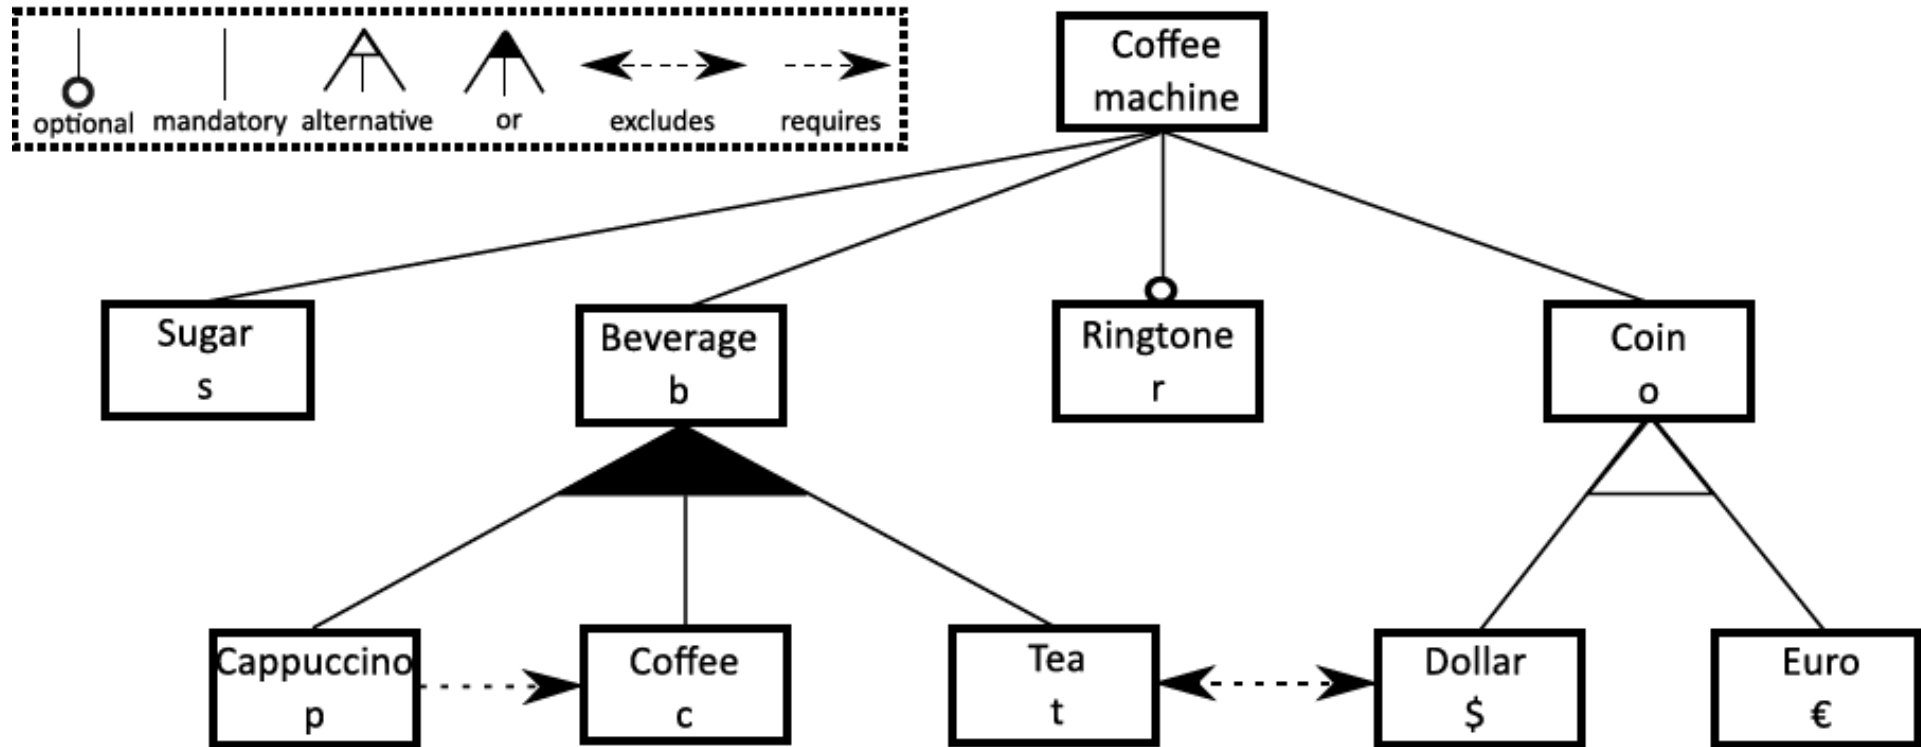 optional mandatory alternative or excludes requires
Coffee
machine
Sugar
s
Beverage
b
Ringtone
r
Coin
o
Cappuccino
p
Coffee
c
Tea
t
Dollar
$
Euro
€